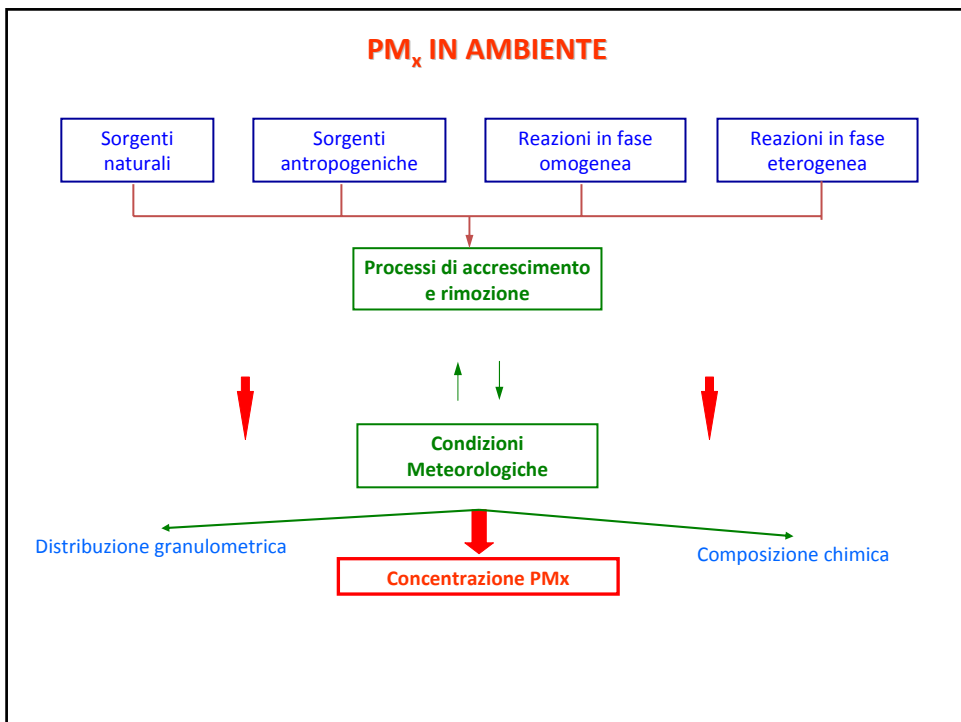 PMx IN AMBIENTE
Sorgenti
naturali
Sorgenti
antropogeniche
Reazioni in fase
omogenea
Reazioni in fase
eterogenea
Processi di accrescimento
e rimozione
Condizioni
Meteorologiche
Distribuzione granulometrica
Composizione chimica
Concentrazione PMx